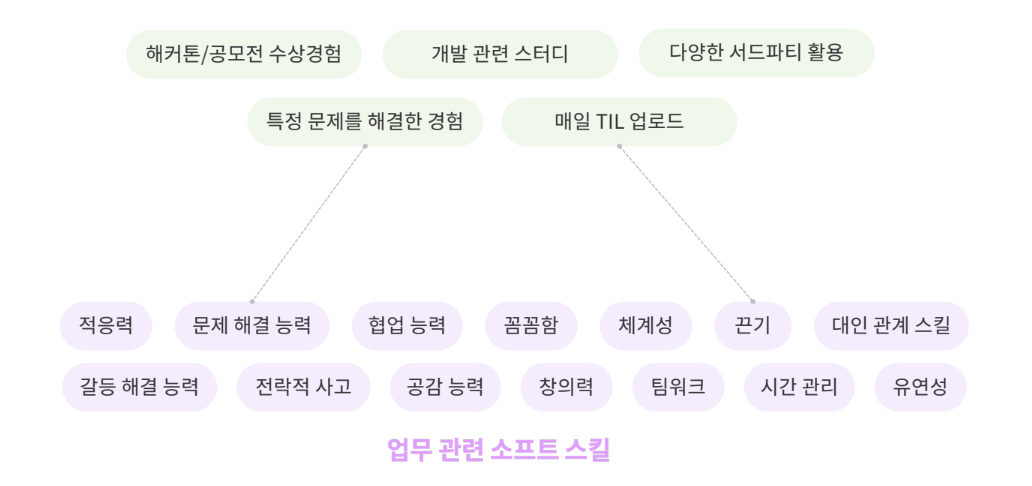 해커톤/공모전 수상경험
개발 관련 스터디
다양한 서드파티 활용
특정 문제를 해결한 경험
매일 TIL 업로드
적응력
문제 해결 능력
협업 능력
꼼꼼함
체계성
끈기
대인 관계 스킬
갈등 해결 능력
전락적 사고
공감 능력
창의력
팀워크
시간 관리
유연성
업무 관련 소프트 스킬